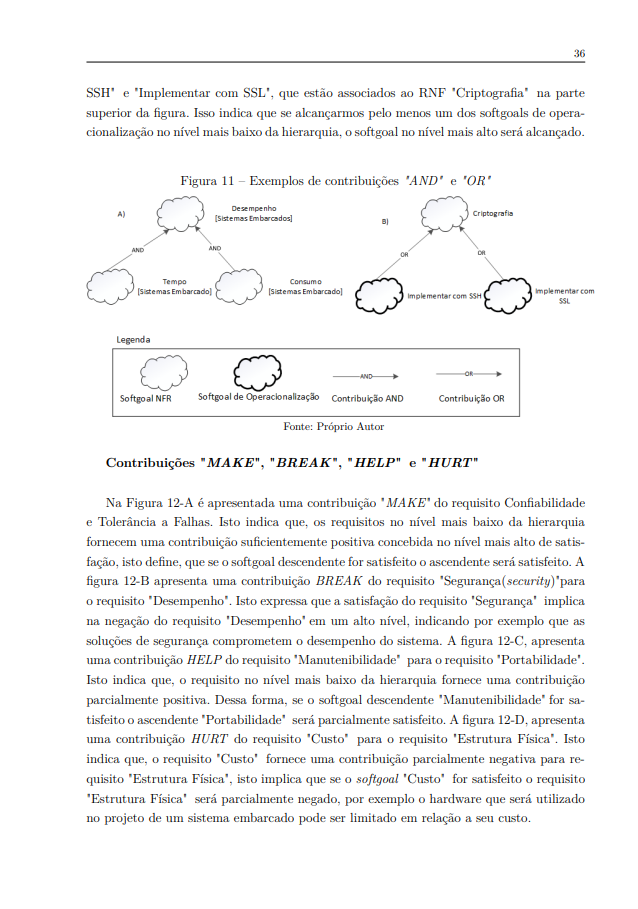 36
SSH" e "Implementar com SSL", que estão associados ao RNF "Criptografia" na parte
superior da figura. Isso indica que se alcançarmos pelo menos um dos softgoals de opera-
cionalização no nível mais baixo da hierarquia, o softgoal no nível mais alto será alcançado.
Figura 11 – Exemplos de contribuições "AND" e "OR"
A)
Desempenho
[Sistemas Embarcados]
AND
AND
Tempo
[Sistemas Embarcado]
Consumo
[Sistemas Embarcado]
B)
Criptografia
OR
OR
Implementar com SSH
Implementar com
SSL
Legenda
AND
OR
Softgoal NFR
Softgoal de Operacionalização
Contribuição AND
Contribuição OR
Fonte: Próprio Autor
Contribuições "MAKE", "BREAK", "HELP" e "HURT"
Na Figura 12-A é apresentada uma contribuição "MAKE" do requisito Confiabilidade
e Tolerância a Falhas. Isto indica que, os requisitos no nível mais baixo da hierarquia
fornecem uma contribuição suficientemente positiva concebida no nível mais alto de satis-
fação, isto define, que se o softgoal descendente for satisfeito o ascendente será satisfeito. A
figura 12-B apresenta uma contribuição BREAK do requisito "Segurança(security)"para
o requisito "Desempenho". Isto expressa que a satisfação do requisito "Segurança" implica
na negação do requisito "Desempenho"em um alto nível, indicando por exemplo que as
soluções de segurança comprometem o desempenho do sistema. A figura 12-C, apresenta
uma contribuição HELP do requisito "Manutenibilidade" para o requisito "Portabilidade".
Isto indica que, o requisito no nível mais baixo da hierarquia fornece uma contribuição
parcialmente positiva. Dessa forma, se o softgoal descendente "Manutenibilidade" for sa-
tisfeito o ascendente "Portabilidade" será parcialmente satisfeito. A figura 12-D, apresenta
uma contribuição HURT do requisito "Custo" para o requisito "Estrutura Física". Isto
indica que, o requisito "Custo" fornece uma contribuição parcialmente negativa para re-
quisito "Estrutura Física", isto implica que se o softgoal "Custo" for satisfeito o requisito
"Estrutura Física" será parcialmente negado, por exemplo o hardware que será utilizado
no projeto de um sistema embarcado pode ser limitado em relação a seu custo.